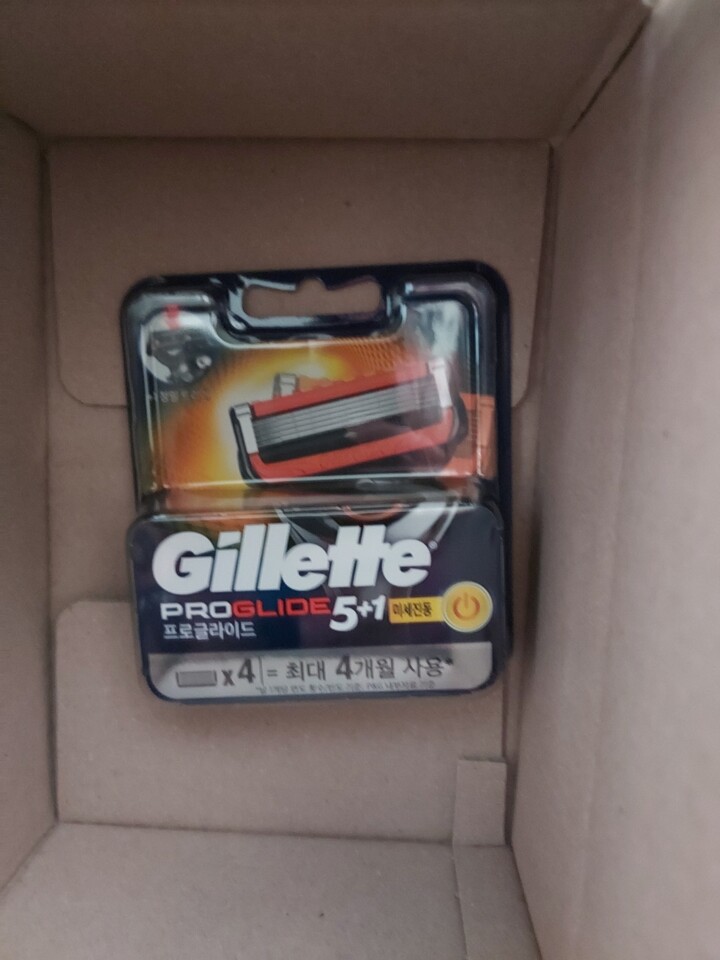 Gillette
PROGLIDE 5+1 미세진동
프로글라이드
x4 = 최대 4개월 사용*